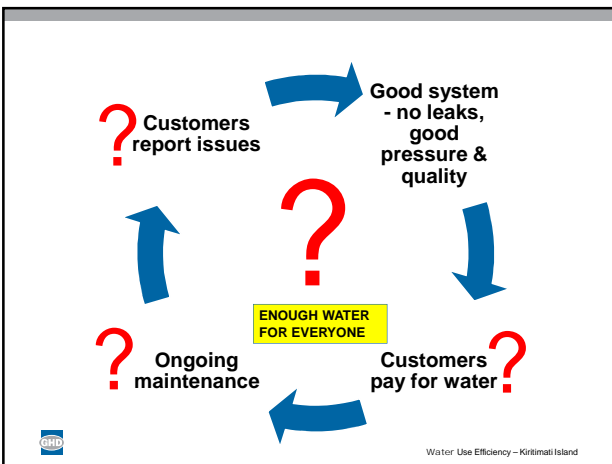 Good system
- no leaks,
good
pressure &
quality
?
Customers
report issues
?
ENOUGH WATER
FOR EVERYONE
?
Ongoing
maintenance
Customers
pay for water
?
GHD
Water Use Efficiency – Kiritimati Island